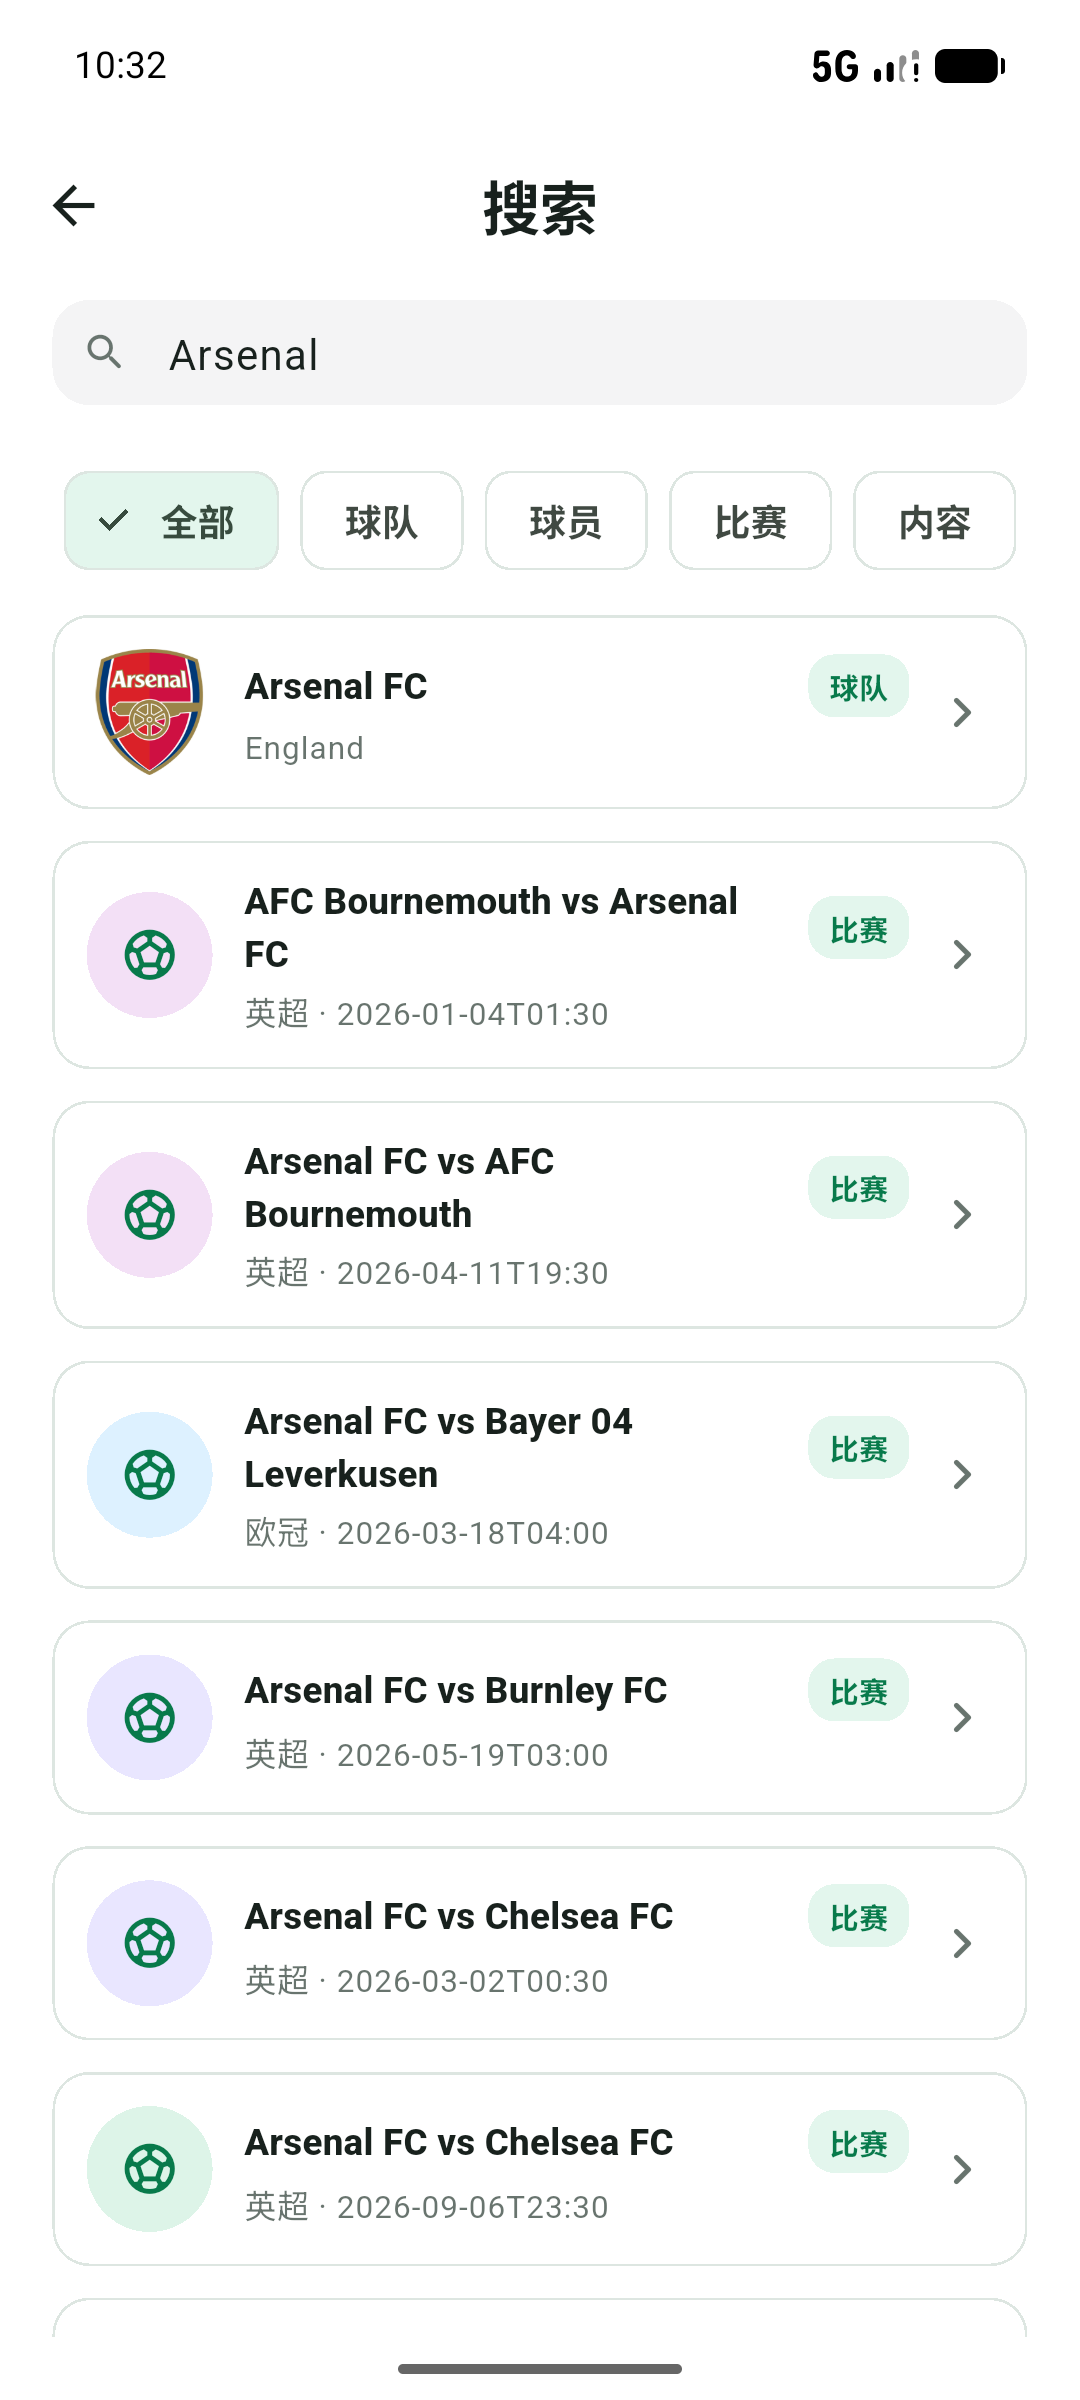 10:32
5G
搜索
Arsenal
全部
球队
球员
比赛
内容
Arsenal
Arsenal FC
球队
England
AFC Bournemouth vs Arsenal
FC
比赛
英超 · 2026-01-04T01:30
Arsenal FC vs AFC
Bournemouth
比赛
英超 · 2026-04-11T19:30
Arsenal FC vs Bayer 04
Leverkusen
比赛
欧冠 · 2026-03-18T04:00
Arsenal FC vs Burnley FC
比赛
英超 · 2026-05-19T03:00
Arsenal FC vs Chelsea FC
比赛
英超 · 2026-03-02T00:30
Arsenal FC vs Chelsea FC
比赛
英超 · 2026-09-06T23:30